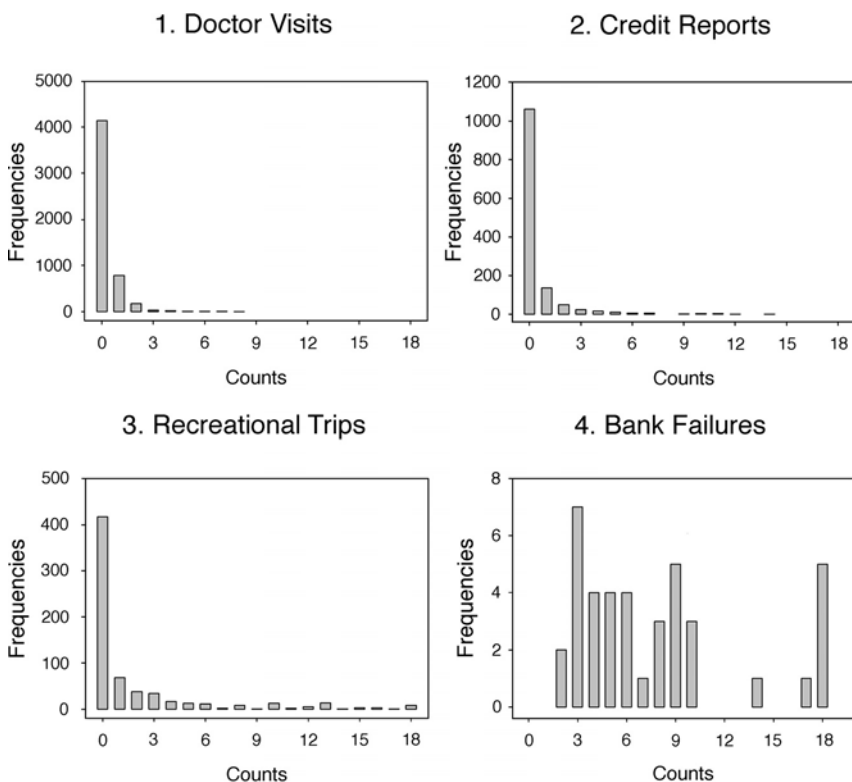 1. Doctor Visits
5000
4000
3000
2000
1000
0
Frequencies
0 3 6 9 12 15 18
Counts
2. Credit Reports
1200
1000
800
600
400
200
0
Frequencies
0 3 6 9 12 15 18
Counts
3. Recreational Trips
500
400
300
200
100
0
Frequencies
0 3 6 9 12 15 18
Counts
4. Bank Failures
8
6
4
2
0
Frequencies
0 3 6 9 12 15 18
Counts